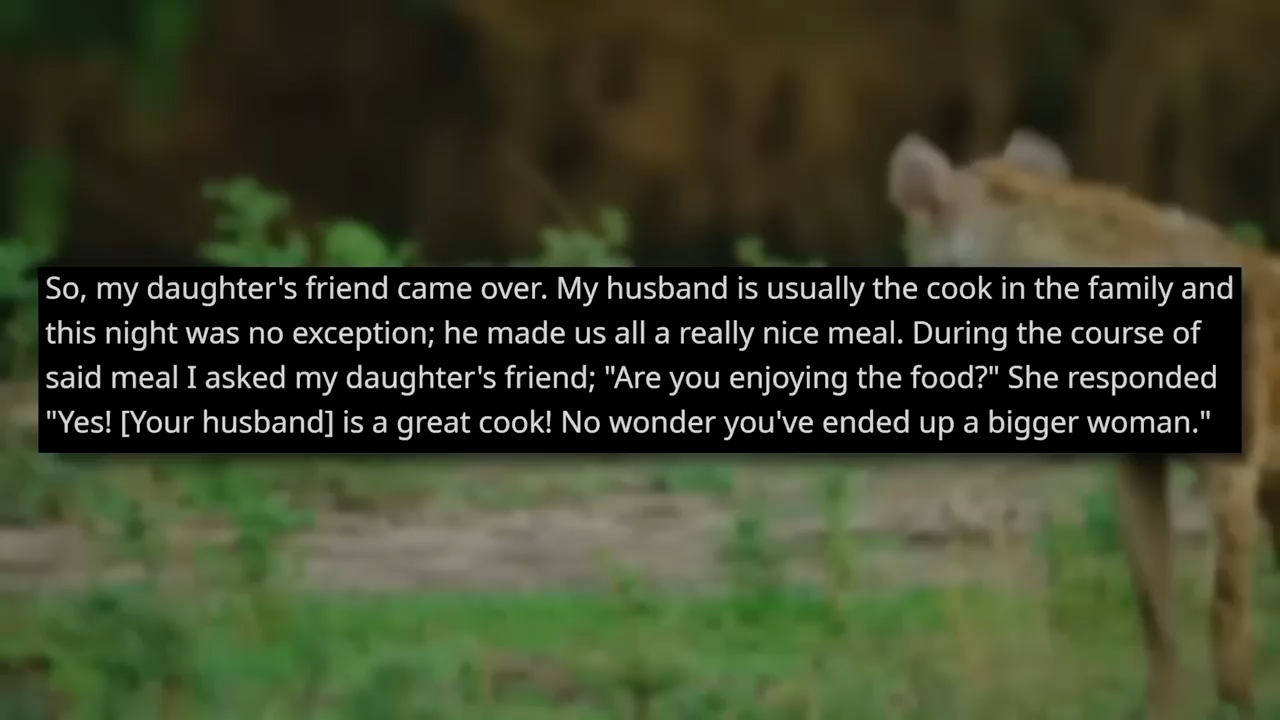 So, my daughter's friend came over. My husband is usually the cook in the family and
this night was no exception; he made us all a really nice meal. During the course of
said meal I asked my daughter's friend; "Are you enjoying the food?" She responded
"Yes! [Your husband] is a great cook! No wonder you've ended up a bigger woman."